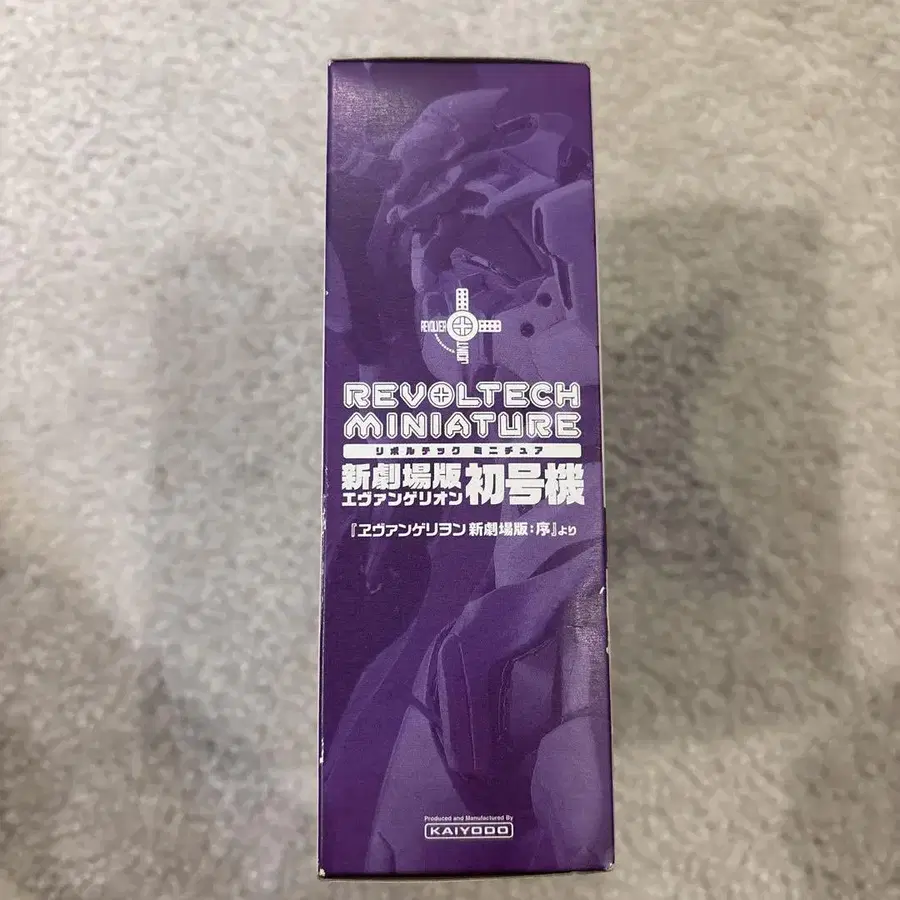 REVOLVER
JOINT
REVOLTECH
MINIATURE
リボルテック ミニチュア
新劇場版
エヴァンゲリオン 初号機
『ヱヴァンゲリヲン 新劇場版:序』より
Produced and Manufactured By
KAIYODO